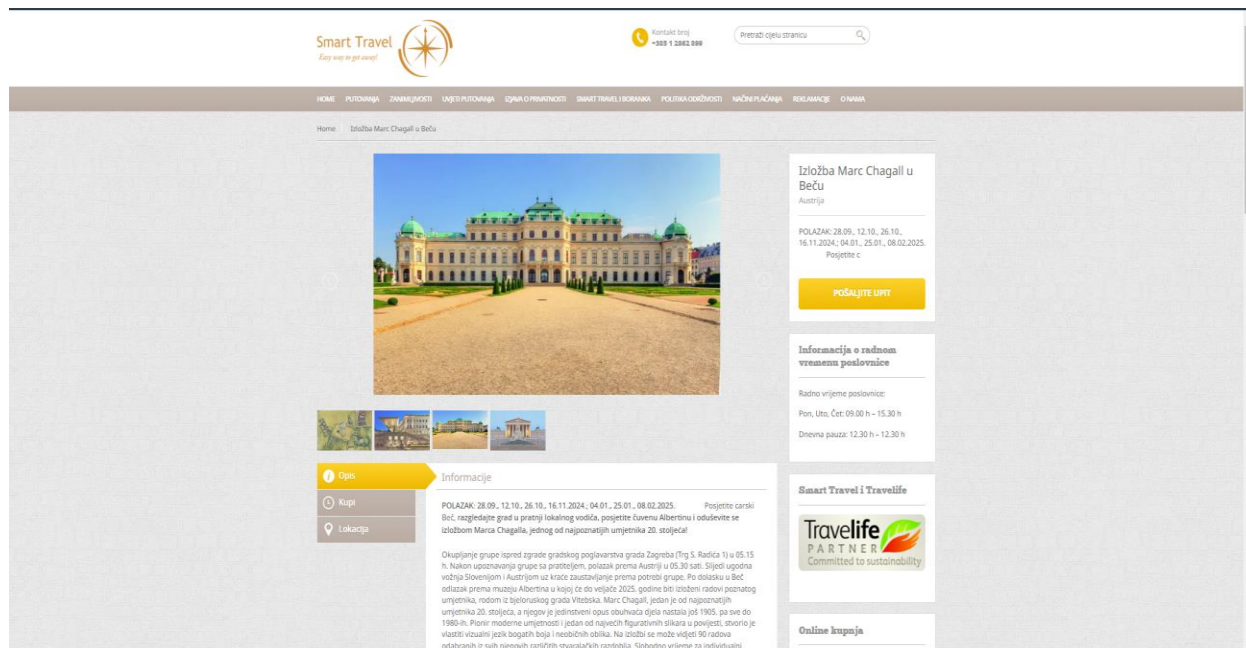 Smart Travel
Easy way to get away!
Kontakt broj
+385 1 2862 899
Pretraži cijelu stranicu
HOME PUTOVANJA ZANIMLJIVOSTI UVJETI PUTOVANJA IZJAVA O PRIVATNOSTI SMART TRAVEL I BORANKA POLITIKA ODRŽIVOSTI NAČINI PLAĆANJA REKLAMACIJE O NAMA
Home Izložba Marc Chagall u Beču
Izložba Marc Chagall u
Beču
Austrija
POLAZAK: 28.09., 12.10., 26.10.,
16.11.2024.; 04.01., 25.01., 08.02.2025.
Posjetite c
POŠALJITE UPIT
Informacija o radnom
vremenu poslovnice
Radno vrijeme poslovnice:
Pon, Uto, Čet: 09.00 h – 15.30 h
Dnevna pauza: 12.30 h – 12.30 h
Opis
Kupi
Lokacija
Informacije
POLAZAK: 28.09., 12.10., 26.10., 16.11.2024.; 04.01., 25.01., 08.02.2025. Posjetite carski
Beč, razgledajte grad u pratnji lokalnog vodiča, posjetite čuvenu Albertinu i oduševite se
izložbom Marca Chagalla, jednog od najpoznatijih umjetnika 20. stoljeća!
Okupljanje grupe ispred zgrade gradskog poglavarstva grada Zagreba (Trg S. Radića 1) u 05.15
h. Nakon upoznavanja grupe sa pratiteljem, polazak prema Austriji u 05.30 sati. Slijedi ugodna
vožnja Slovenijom i Austrijom uz kraće zaustavljanje prema potrebi grupe. Po dolasku u Beč
odlazak prema muzeju Albertina u kojoj će do veljače 2025. godine biti izloženi radovi poznatog
umjetnika, rodom iz bjeloruskog grada Vitebska. Marc Chagall, jedan je od najpoznatijih
umjetnika 20. stoljeća, a njegov je jedinstveni opus obuhvaća djela nastala još 1905. pa sve do
1980-ih. Pionir moderne umjetnosti i jedan od najvećih figurativnih slikara u povijesti, stvorio je
vlastiti vizualni jezik bogatih boja i neobičnih oblika. Na izložbi se može vidjeti 90 radova
odabranih iz svih njegovih različitih stvaralačkih razdoblja. Slobodno vrijeme za individualni
Smart Travel i Travelife
Travelife
PARTNER
Committed to sustainability
Online kupnja